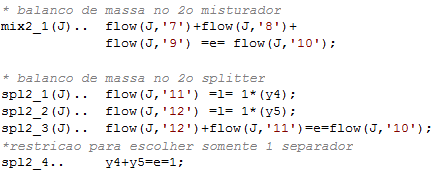 * balanco de massa no 2o misturador
mix2_1(J).. flow(J,'7')+flow(J,'8')+
flow(J,'9') =e= flow(J,'10');
* balanco de massa no 2o splitter
spl2_1(J).. flow(J,'11') =l= 1*(y4);
spl2_2(J).. flow(J,'12') =l= 1*(y5);
spl2_3(J).. flow(J,'12')+flow(J,'11')=e=flow(J,'10');
*restricao para escolher somente 1 separador
spl2_4.. y4+y5=e=1;